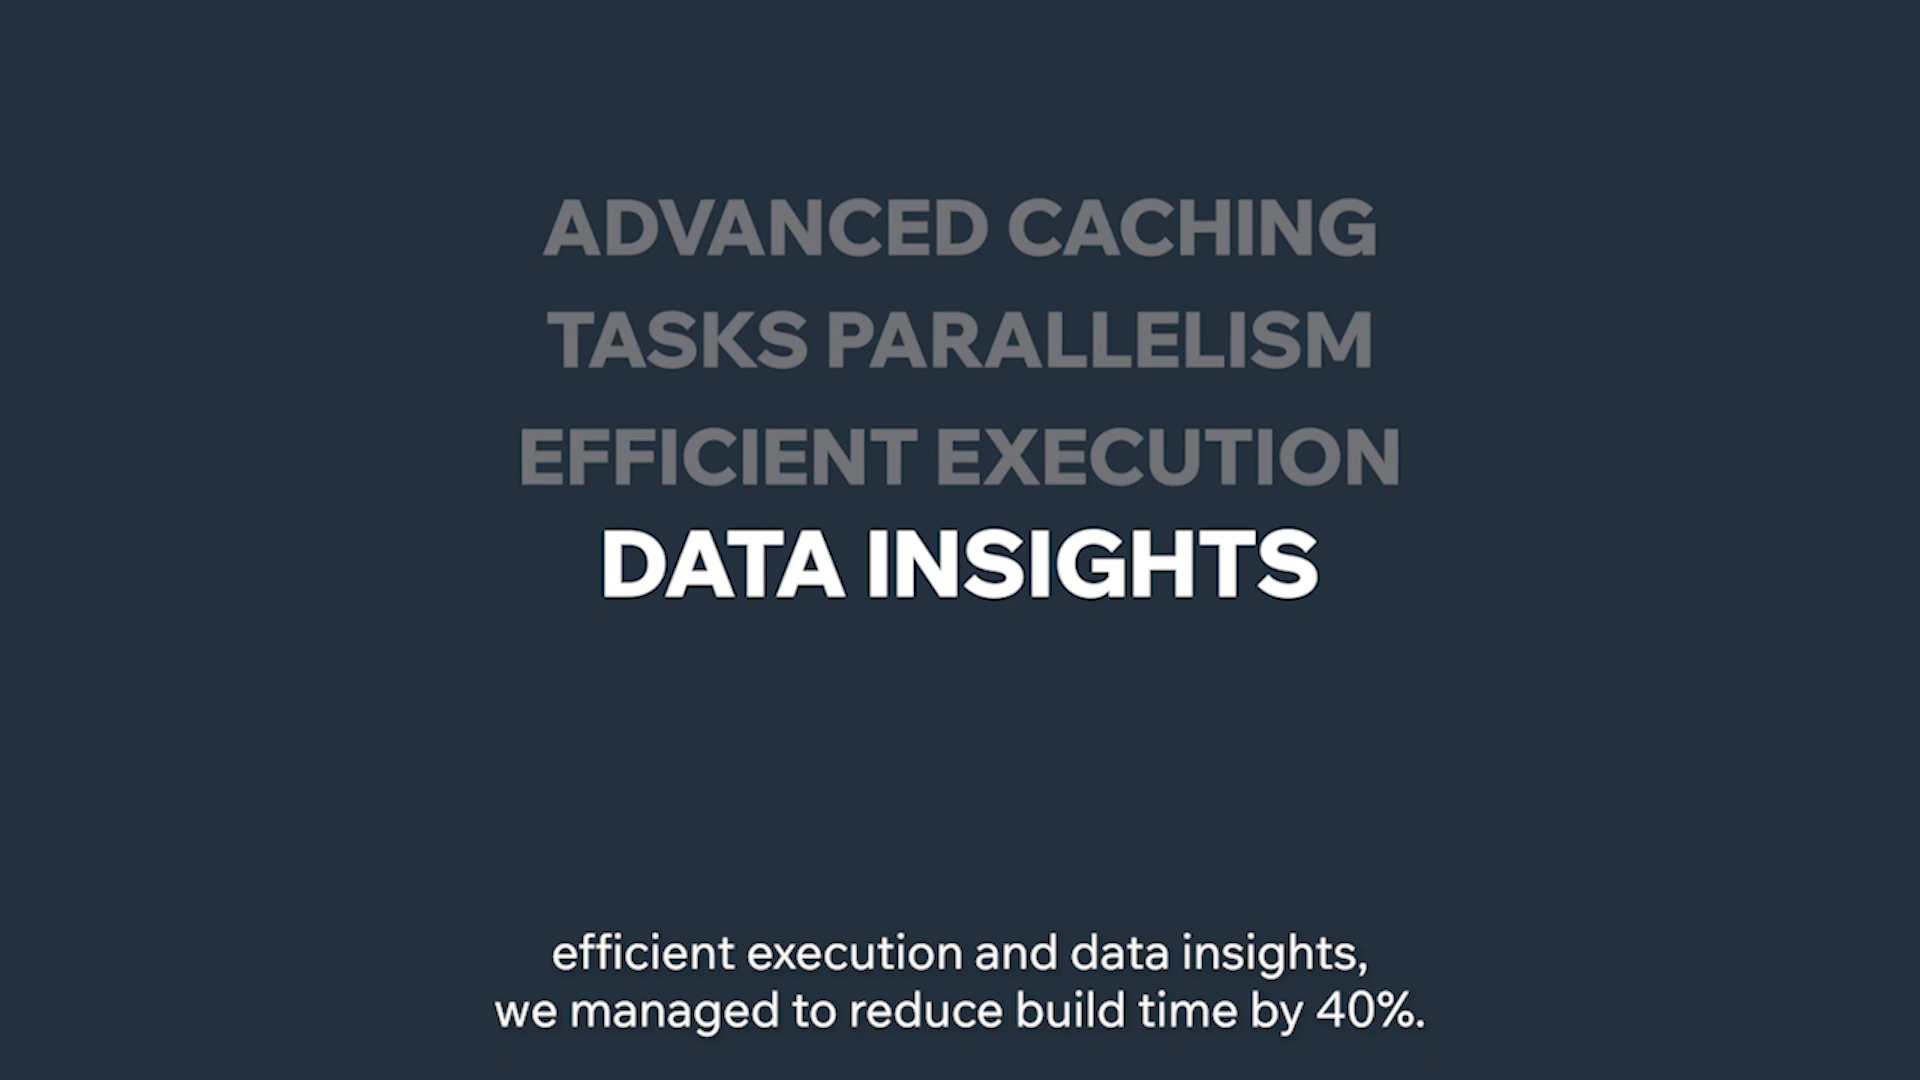 ADVANCED CACHING
TASKS PARALLELISM
EFFICIENT EXECUTION
DATA INSIGHTS
efficient execution and data insights,
we managed to reduce build time by 40%.